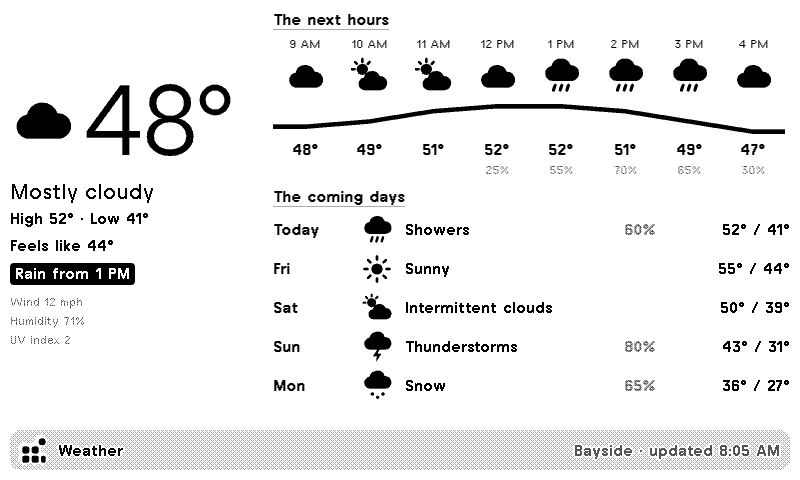 48°
Mostly cloudy
High 52° · Low 41°
Feels like 44°
Rain from 1 PM
Wind 12 mph
Humidity 71%
UV index 2
The next hours
9 AM 10 AM 11 AM 12 PM 1 PM 2 PM 3 PM 4 PM
48° 49° 51° 52° 52° 51° 49° 47°
25% 55% 70% 65% 30%
The coming days
Today Showers 60% 52° / 41°
Fri Sunny 55° / 44°
Sat Intermittent clouds 50° / 39°
Sun Thunderstorms 80% 43° / 31°
Mon Snow 65% 36° / 27°
Weather Bayside · updated 8:05 AM